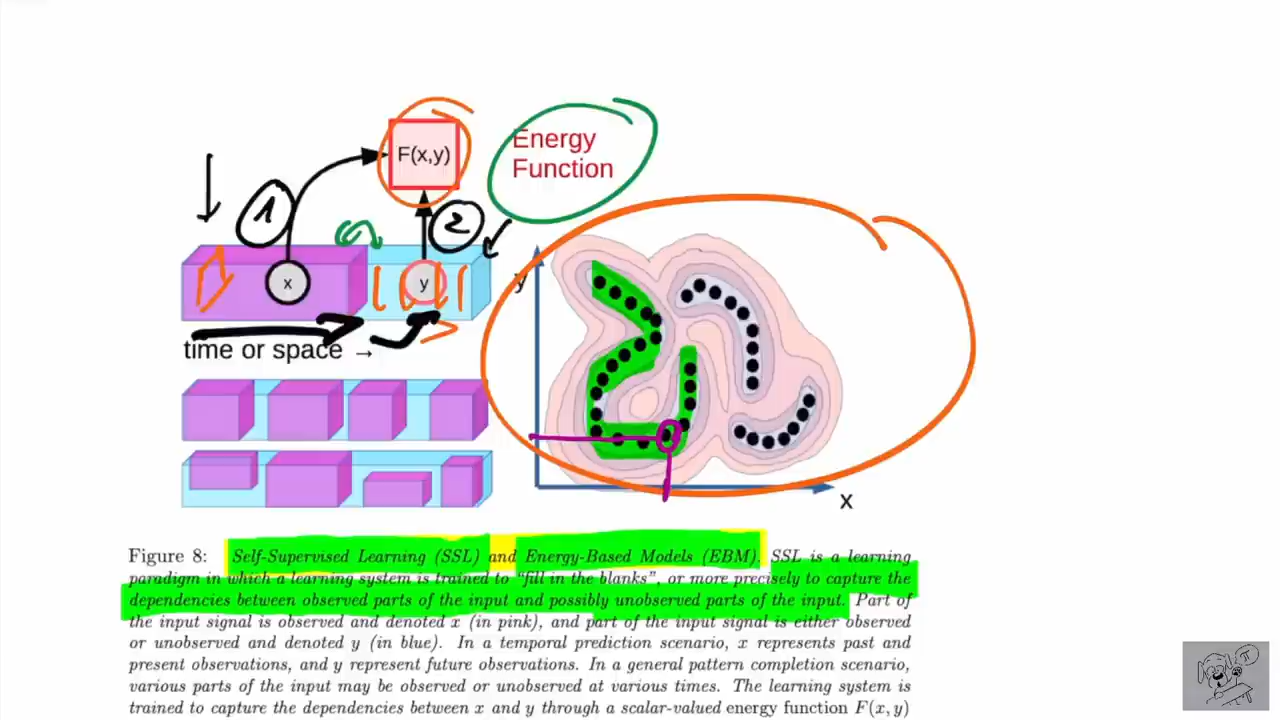 F(x,y)
Energy
Function
1
2
x
y
time or space →
y
x
Figure 8: Self-Supervised Learning (SSL) and Energy-Based Models (EBM). SSL is a learning
paradigm in which a learning system is trained to “fill in the blanks”, or more precisely to capture the
dependencies between observed parts of the input and possibly unobserved parts of the input. Part of
the input signal is observed and denoted x (in pink), and part of the input signal is either observed
or unobserved and denoted y (in blue). In a temporal prediction scenario, x represents past and
present observations, and y represent future observations. In a general pattern completion scenario,
various parts of the input may be observed or unobserved at various times. The learning system is
trained to capture the dependencies between x and y through a scalar-valued energy function F(x, y)
π